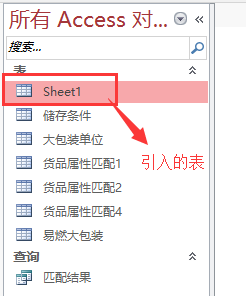 所有 Access 对...
搜索...
表
Sheet1
储存条件
大包装单位
引入的表
货品属性匹配1
货品属性匹配2
货品属性匹配4
易燃大包装
查询
匹配结果